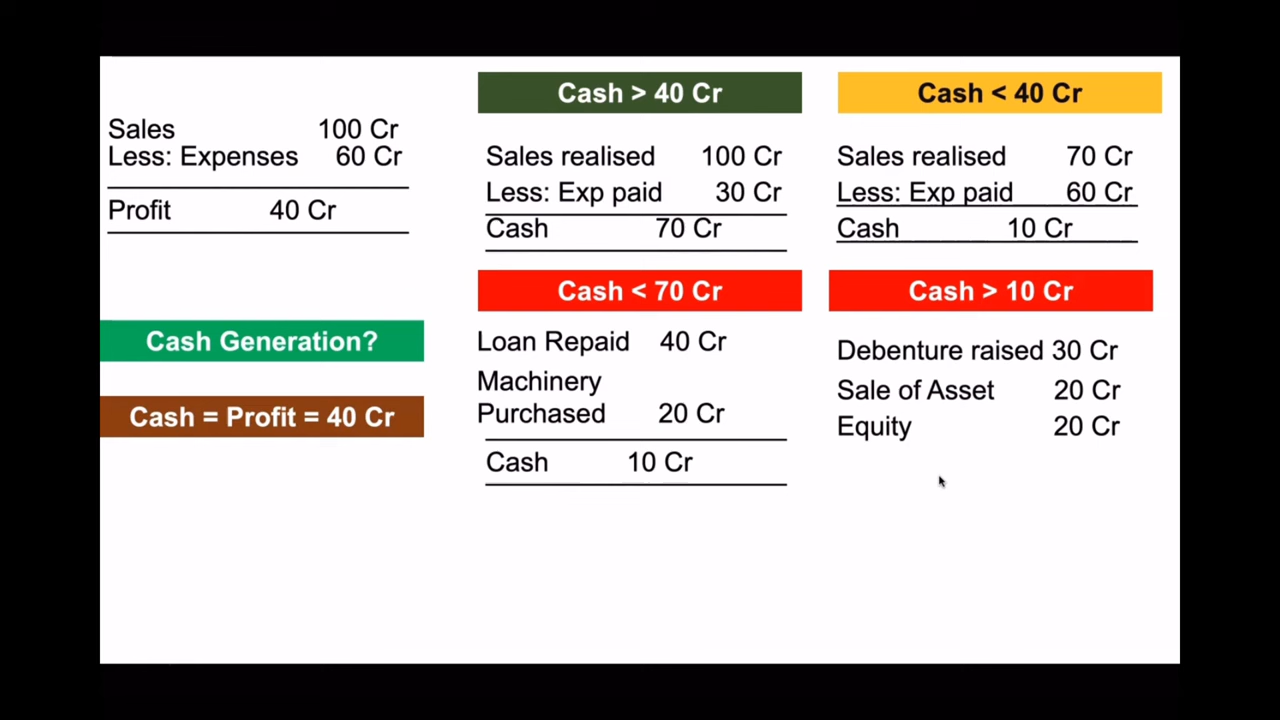 Sales 100 Cr
Less: Expenses 60 Cr
Profit 40 Cr
Cash Generation?
Cash = Profit = 40 Cr
Cash > 40 Cr
Sales realised 100 Cr
Less: Exp paid 30 Cr
Cash 70 Cr
Cash < 70 Cr
Loan Repaid 40 Cr
Machinery
Purchased 20 Cr
Cash 10 Cr
Cash < 40 Cr
Sales realised 70 Cr
Less: Exp paid 60 Cr
Cash 10 Cr
Cash > 10 Cr
Debenture raised 30 Cr
Sale of Asset 20 Cr
Equity 20 Cr